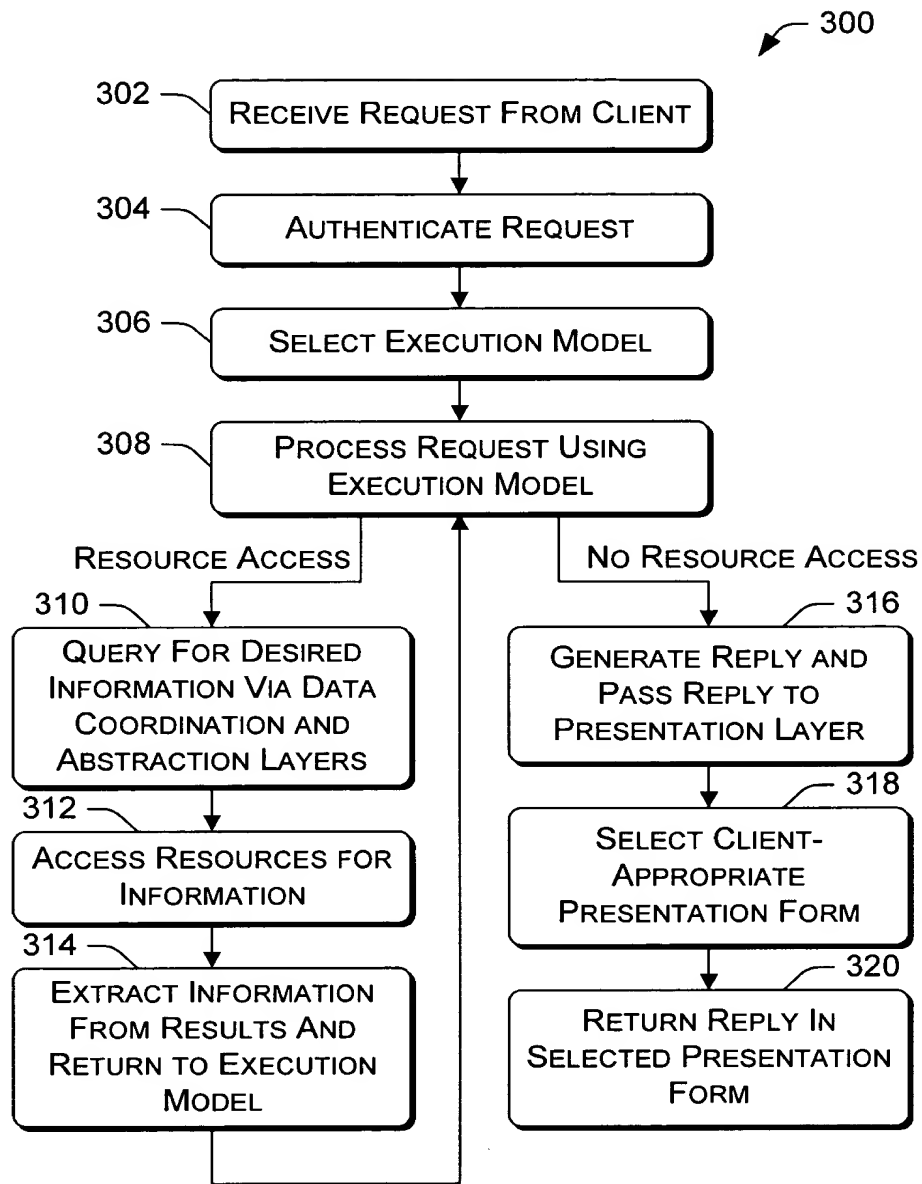 300
302
RECEIVE REQUEST FROM CLIENT
304
AUTHENTICATE REQUEST
306
SELECT EXECUTION MODEL
308
PROCESS REQUEST USING
EXECUTION MODEL
RESOURCE ACCESS
310
QUERY FOR DESIRED
INFORMATION VIA DATA
COORDINATION AND
ABSTRACTION LAYERS
312
ACCESS RESOURCES FOR
INFORMATION
314
EXTRACT INFORMATION
FROM RESULTS AND
RETURN TO EXECUTION
MODEL
NO RESOURCE ACCESS
316
GENERATE REPLY AND
PASS REPLY TO
PRESENTATION LAYER
318
SELECT CLIENT-
APPROPRIATE
PRESENTATION FORM
320
RETURN REPLY IN
SELECTED PRESENTATION
FORM